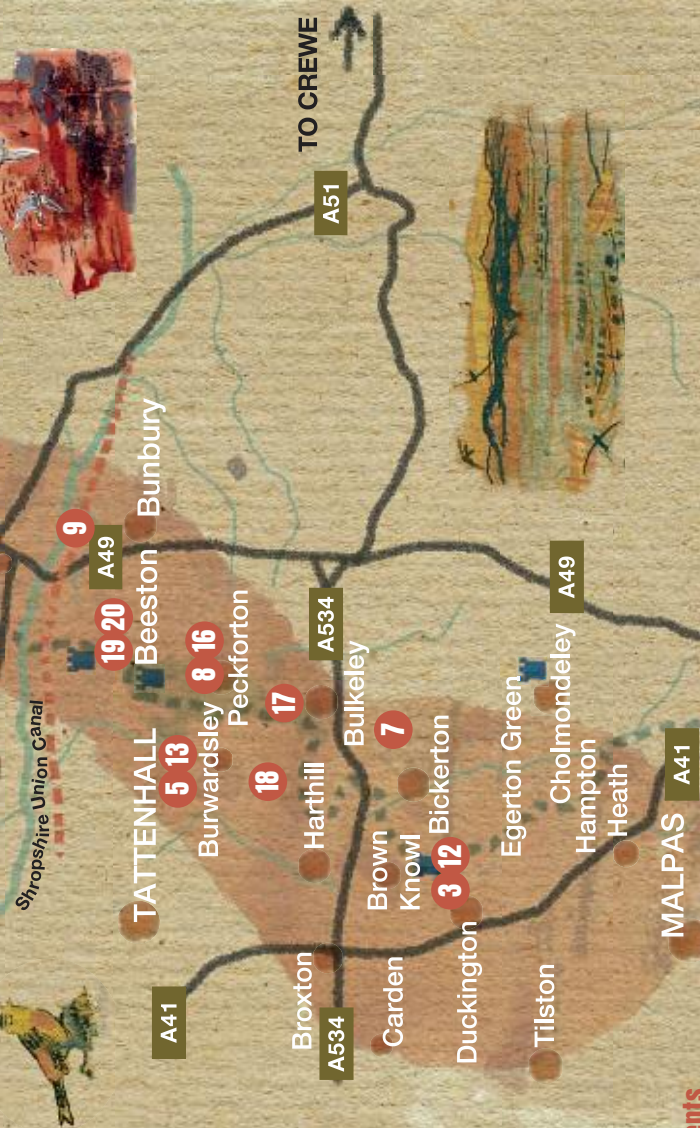 TO CREWE
A51
Shropshire Union Canal
9
A49
Bunbury
19 20
Beeston
8 16
Peckforton
TATTENHALL
5 13
Burwardsley
17
18
Harthill
A534
Bulkeley
7
Bickerton
Brown
Knowl
3 12
A49
Egerton Green
Cholmondeley
Hampton
Heath
A41
MALPAS
A41
Broxton
A534
Carden
Duckington
Tilston